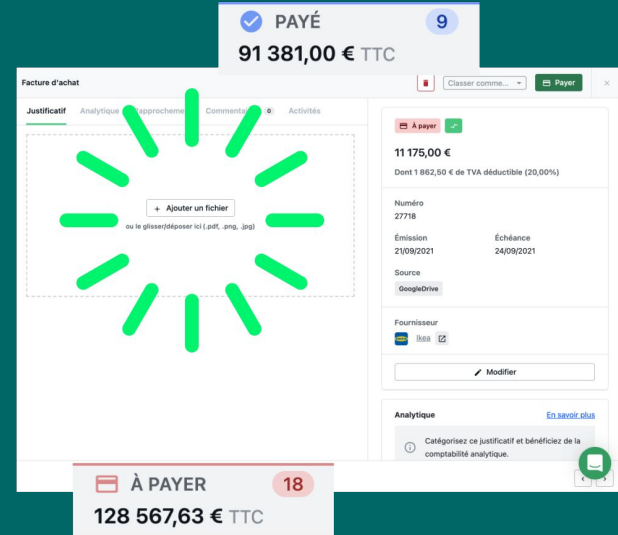 PAYÉ 9
91 381,00 € TTC
Facture d'achat
Classer comme...
Payer
Justificatif Analytique Rapprocheme Commentai 0 Activités
+ Ajouter un fichier
ou le glisser/déposer ici (.pdf, .png, .jpg)
À payer
11 175,00 €
Dont 1 862,50 € de TVA déductible (20,00%)
Numéro
27718
Émission Échéance
21/09/2021 24/09/2021
Source
GoogleDrive
Fournisseur
Ikea
Modifier
Analytique En savoir plus
Catégorisez ce justificatif et bénéficiez de la
comptabilité analytique.
À PAYER 18
128 567,63 € TTC